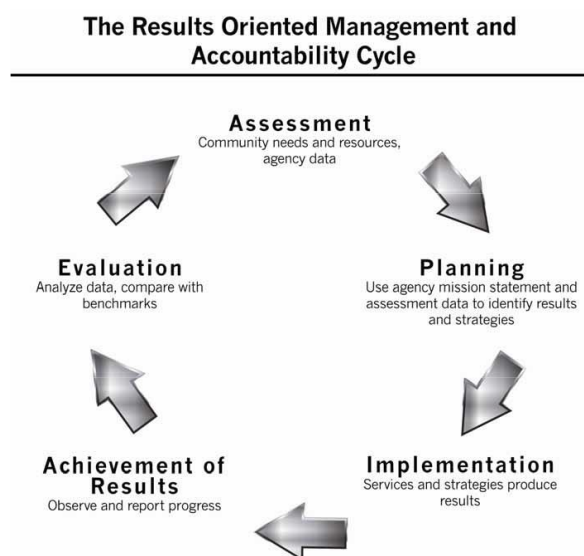 The Results Oriented Management and
Accountability Cycle
Assessment
Community needs and resources,
agency data
Planning
Use agency mission statement and
assessment data to identify results
and strategies
Implementation
Services and strategies produce
results
Achievement of
Results
Observe and report progress
Evaluation
Analyze data, compare with
benchmarks